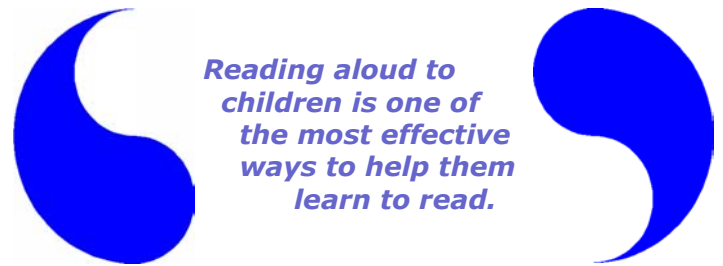 Reading aloud to
children is one of
the most effective
ways to help them
learn to read.